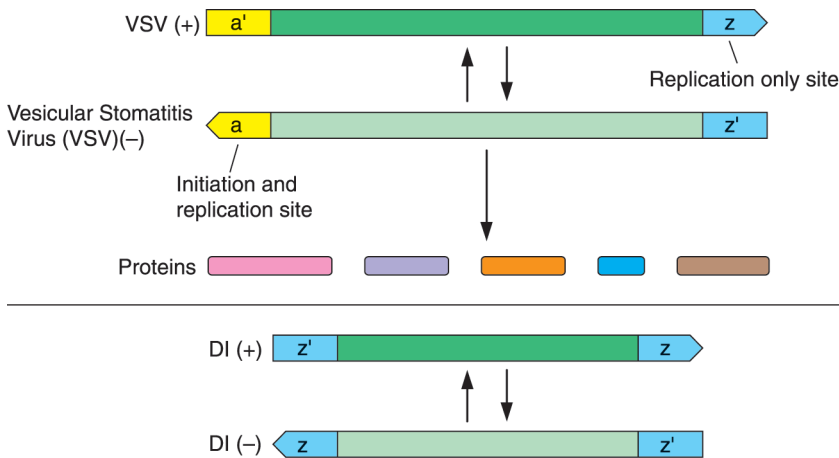 VSV (+)
a'
z
Replication only site
Vesicular Stomatitis
Virus (VSV)(–)
a
z'
Initiation and
replication site
Proteins
DI (+)
z'
z
DI (–)
z
z'